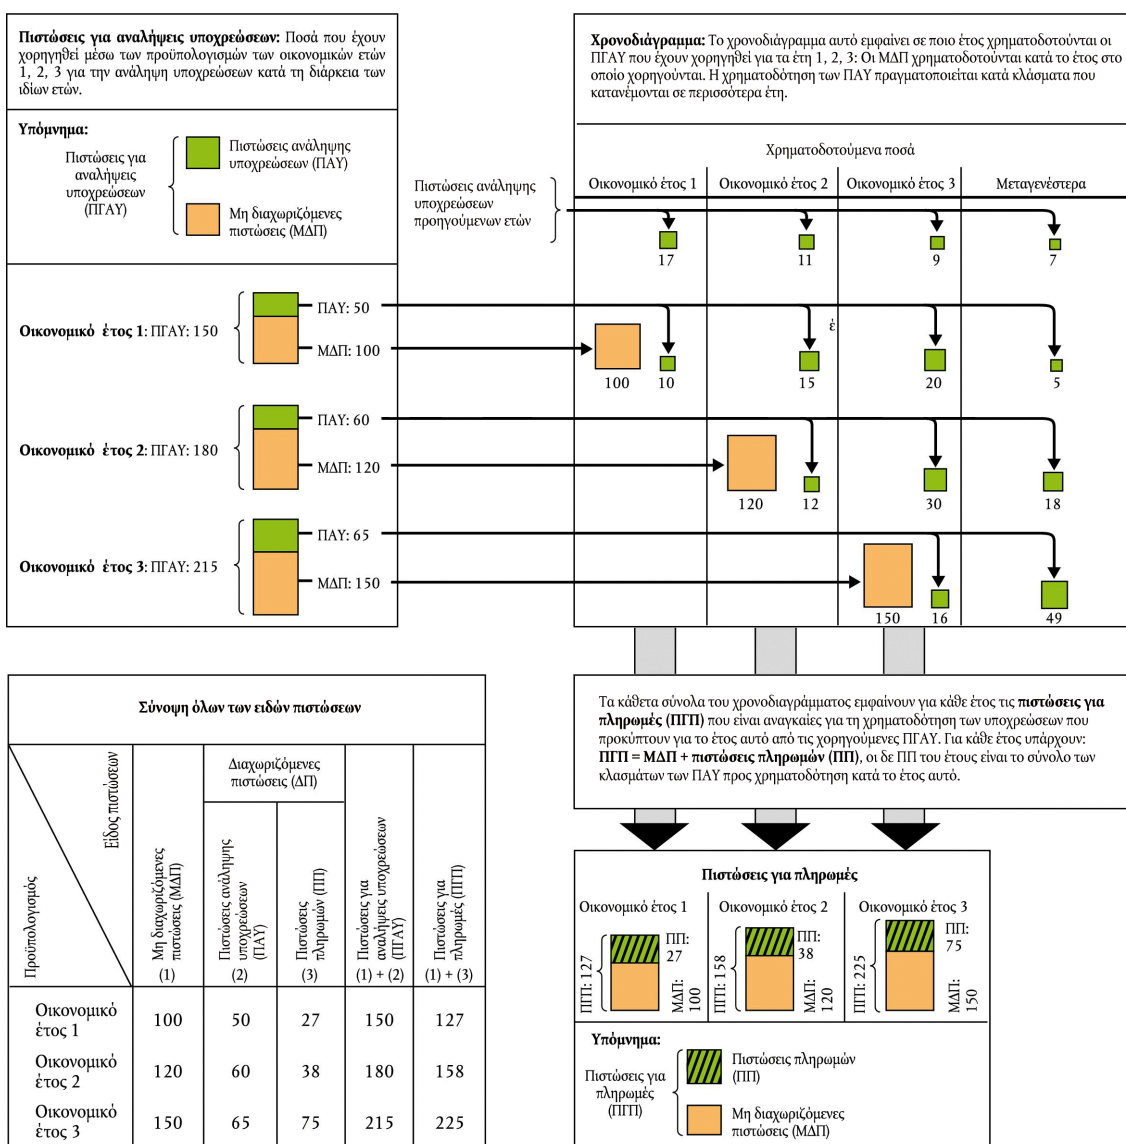 Πιστώσεις για αναλήψεις υποχρεώσεων: Ποσά που έχουν
χορηγηθεί μέσω των προϋπολογισμών των οικονομικών ετών
1, 2, 3 για την ανάληψη υποχρεώσεων κατά τη διάρκεια των
ιδίων ετών.
Υπόμνημα:
Πιστώσεις για
αναλήψεις
υποχρεώσεων
(ΠΓΑΥ)
Πιστώσεις ανάληψης
υποχρεώσεων (ΠΑΥ)
Μη διαχωριζόμενες
πιστώσεις (ΜΔΠ)
Χρονοδιάγραμμα: Το χρονοδιάγραμμα αυτό εμφαίνει σε ποιο έτος χρηματοδοτούνται οι
ΠΓΑΥ που έχουν χορηγηθεί για τα έτη 1, 2, 3: Οι ΜΔΠ χρηματοδοτούνται κατά το έτος στο
οποίο χορηγούνται. Η χρηματοδότηση των ΠΑΥ πραγματοποιείται κατά κλάσματα που
κατανέμονται σε περισσότερα έτη.
Χρηματοδοτούμενα ποσά
Οικονομικό έτος 1
Οικονομικό έτος 2
Οικονομικό έτος 3
Μεταγενέστερα
Πιστώσεις ανάληψης
υποχρεώσεων
προηγούμενων ετών
17
11
9
7
Οικονομικό έτος 1: ΠΓΑΥ: 150
ΠΑΥ: 50
ΜΔΠ: 100
έ
100
10
15
20
5
Οικονομικό έτος 2: ΠΓΑΥ: 180
ΠΑΥ: 60
ΜΔΠ: 120
120
12
30
18
Οικονομικό έτος 3: ΠΓΑΥ: 215
ΠΑΥ: 65
ΜΔΠ: 150
150
16
49
Τα κάθετα σύνολα του χρονοδιαγράμματος εμφαίνουν για κάθε έτος τις πιστώσεις για
πληρωμές (ΠΓΠ) που είναι αναγκαίες για τη χρηματοδότηση των υποχρεώσεων που
προκύπτουν για το έτος αυτό από τις χορηγούμενες ΠΓΑΥ. Για κάθε έτος υπάρχουν:
ΠΓΠ = ΜΔΠ + πιστώσεις πληρωμών (ΠΠ), οι δε ΠΠ του έτους είναι το σύνολο των
κλασμάτων των ΠΑΥ προς χρηματοδότηση κατά το έτος αυτό.
Σύνοψη όλων των ειδών πιστώσεων
Προϋπολογισμός
Είδος πιστώσεων
Μη διαχωριζόμενες
πιστώσεις (ΜΔΠ)
(1)
Διαχωριζόμενες
πιστώσεις (ΔΠ)
Πιστώσεις ανάληψης
υποχρεώσεων
(ΠΑΥ)
(2)
Πιστώσεις
πληρωμών (ΠΠ)
(3)
Πιστώσεις για
αναλήψεις υποχρεώσεων
(ΠΓΑΥ)
(1) + (2)
Πιστώσεις για
πληρωμές (ΠΓΠ)
(1) + (3)
Οικονομικό
έτος 1
100
50
27
150
127
Οικονομικό
έτος 2
120
60
38
180
158
Οικονομικό
έτος 3
150
65
75
215
225
Πιστώσεις για πληρωμές
Οικονομικό έτος 1
ΠΓΠ: 127
ΠΠ:
27
ΜΔΠ:
100
Οικονομικό έτος 2
ΠΓΠ: 158
ΠΠ:
38
ΜΔΠ:
120
Οικονομικό έτος 3
ΠΓΠ: 225
ΠΠ:
75
ΜΔΠ:
150
Υπόμνημα:
Πιστώσεις για
πληρωμές
(ΠΓΠ)
Πιστώσεις πληρωμών
(ΠΠ)
Μη διαχωριζόμενες
πιστώσεις (ΜΔΠ)